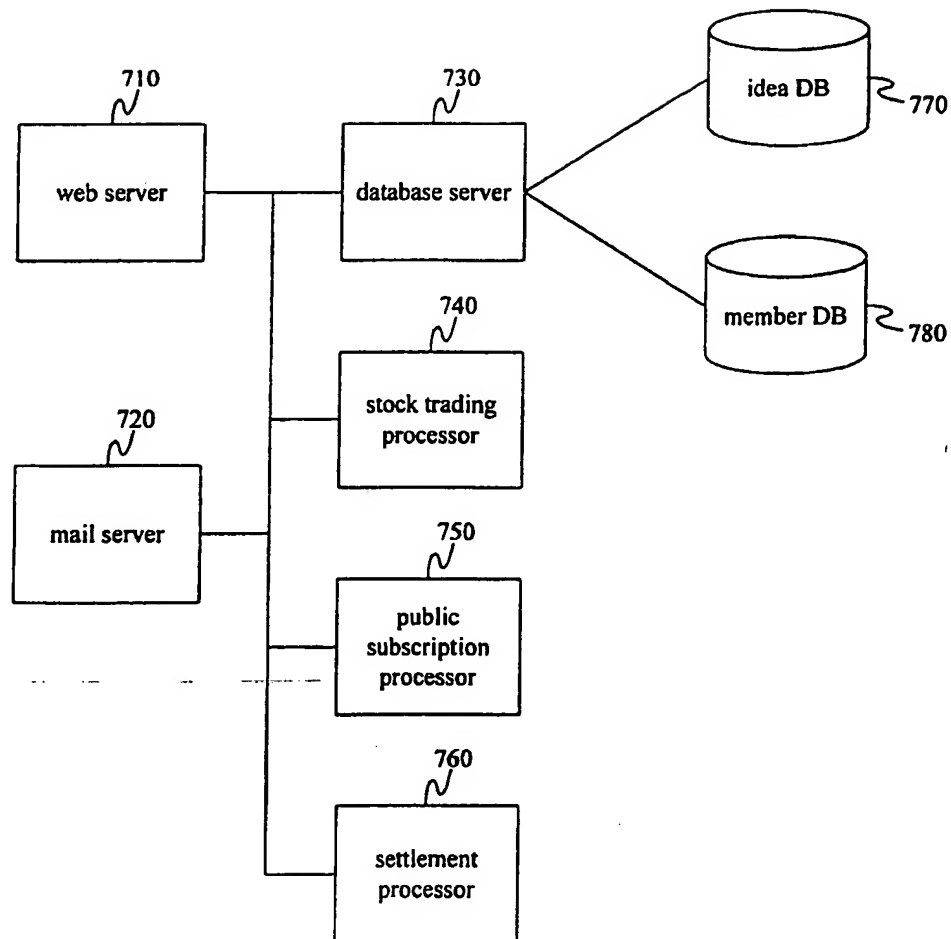 710
web server
730
database server
idea DB
770
member DB
780
740
stock trading
processor
720
mail server
750
public
subscription
processor
760
settlement
processor